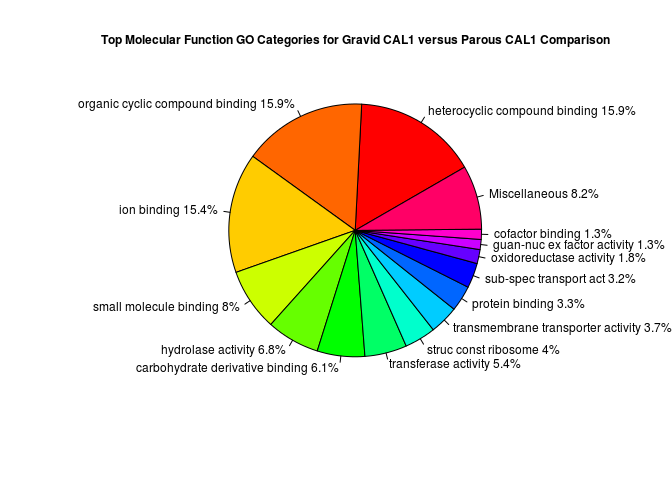 Top Molecular Function GO Categories for Gravid CAL1 versus Parous CAL1 Comparison
organic cyclic compound binding 15.9%
heterocyclic compound binding 15.9%
Miscellaneous 8.2%
ion binding 15.4%
cofactor binding 1.3%
guan-nuc ex factor activity 1.3%
oxidoreductase activity 1.8%
sub-spec transport act 3.2%
small molecule binding 8%
protein binding 3.3%
transmembrane transporter activity 3.7%
hydrolase activity 6.8%
struc const ribosome 4%
carbohydrate derivative binding 6.1%
transferase activity 5.4%